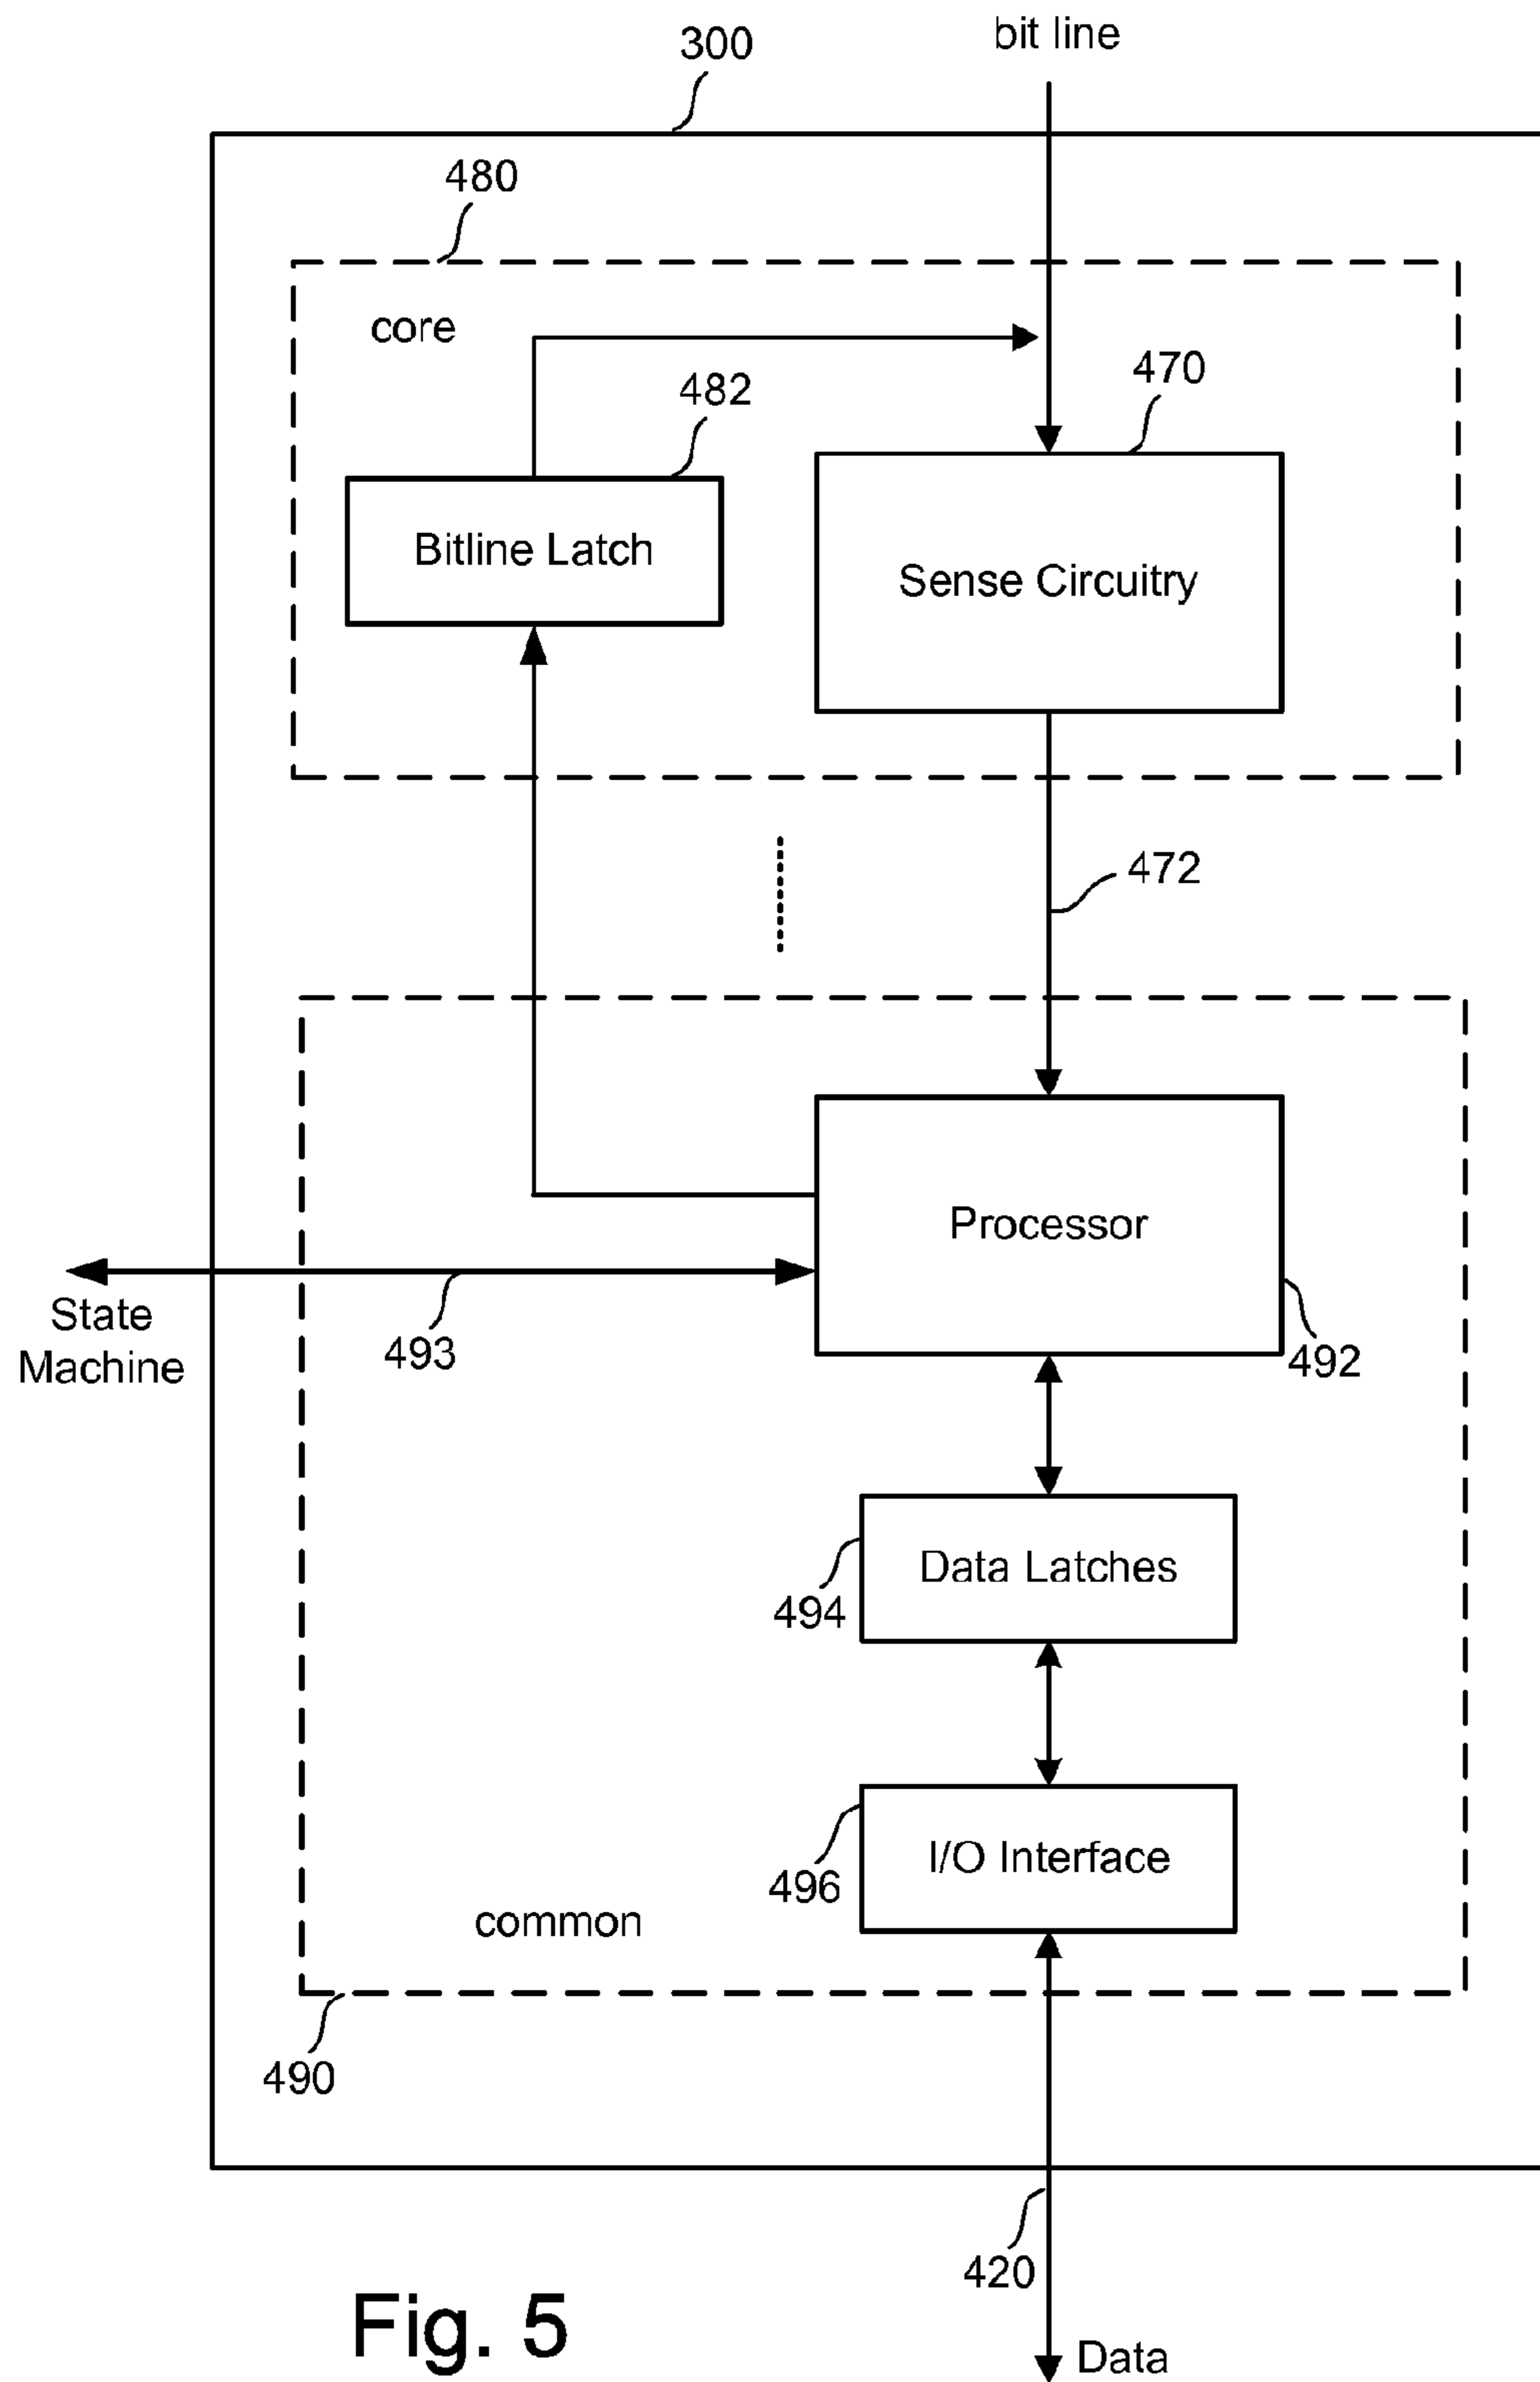 bit line
300
480
core
470
482
Bitline Latch
Sense Circuitry
472
Processor
State
Machine
493
492
Data Latches
494
I/O Interface
496
common
490
420
Fig. 5
Data